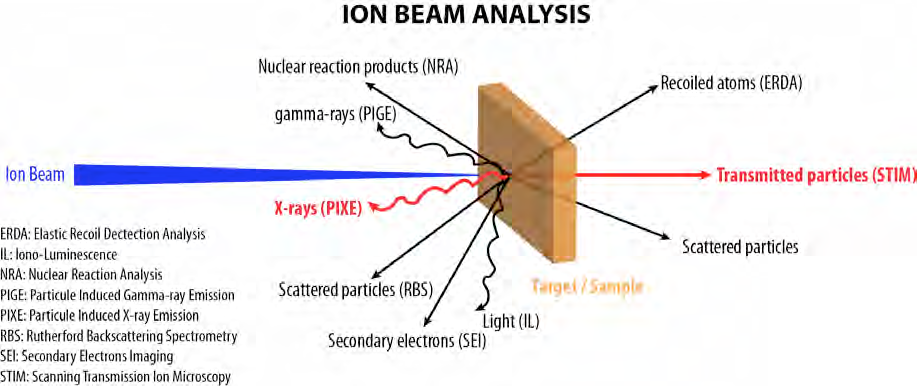 ION BEAM ANALYSIS
Nuclear reaction products (NRA)
Recoiled atoms (ERDA)
gamma-rays (PIGE)
Ion Beam
Transmitted particles (STIM)
X-rays (PIXE)
Scattered particles
Scattered particles (RBS)
Target / Sample
Light (IL)
Secondary electrons (SEI)
ERDA: Elastic Recoil Dectection Analysis
IL: Iono-Luminescence
NRA: Nuclear Reaction Analysis
PIGE: Particule Induced Gamma-ray Emission
PIXE: Particule Induced X-ray Emission
RBS: Rutherford Backscattering Spectrometry
SEI: Secondary Electrons Imaging
STIM: Scanning Transmission Ion Microscopy